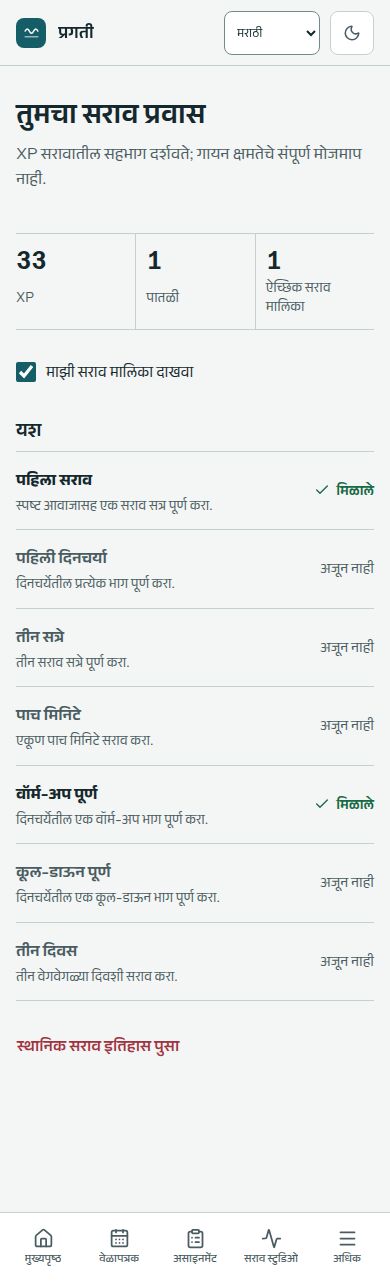 प्रगती
मराठी
तुमचा सराव प्रवास
XP सरावातील सहभाग दर्शवते; गायन क्षमतेचे संपूर्ण मोजमाप
नाही.
33
XP
1
पातळी
1
ऐच्छिक सराव
मालिका
माझी सराव मालिका दाखवा
यश
पहिला सराव
स्पष्ट आवाजासह एक सराव सत्र पूर्ण करा.
मिळाले
पहिली दिनचर्या
दिनचर्येतील प्रत्येक भाग पूर्ण करा.
अजून नाही
तीन सत्रे
तीन सराव सत्रे पूर्ण करा.
अजून नाही
पाच मिनिटे
एकूण पाच मिनिटे सराव करा.
अजून नाही
वॉर्म-अप पूर्ण
दिनचर्येतील एक वॉर्म-अप भाग पूर्ण करा.
मिळाले
कूल-डाऊन पूर्ण
दिनचर्येतील एक कूल-डाऊन भाग पूर्ण करा.
अजून नाही
तीन दिवस
तीन वेगवेगळ्या दिवशी सराव करा.
अजून नाही
स्थानिक सराव इतिहास पुसा
मुख्यपृष्ठ
वेळापत्रक
असाइनमेंट
सराव स्टुडिओ
अधिक